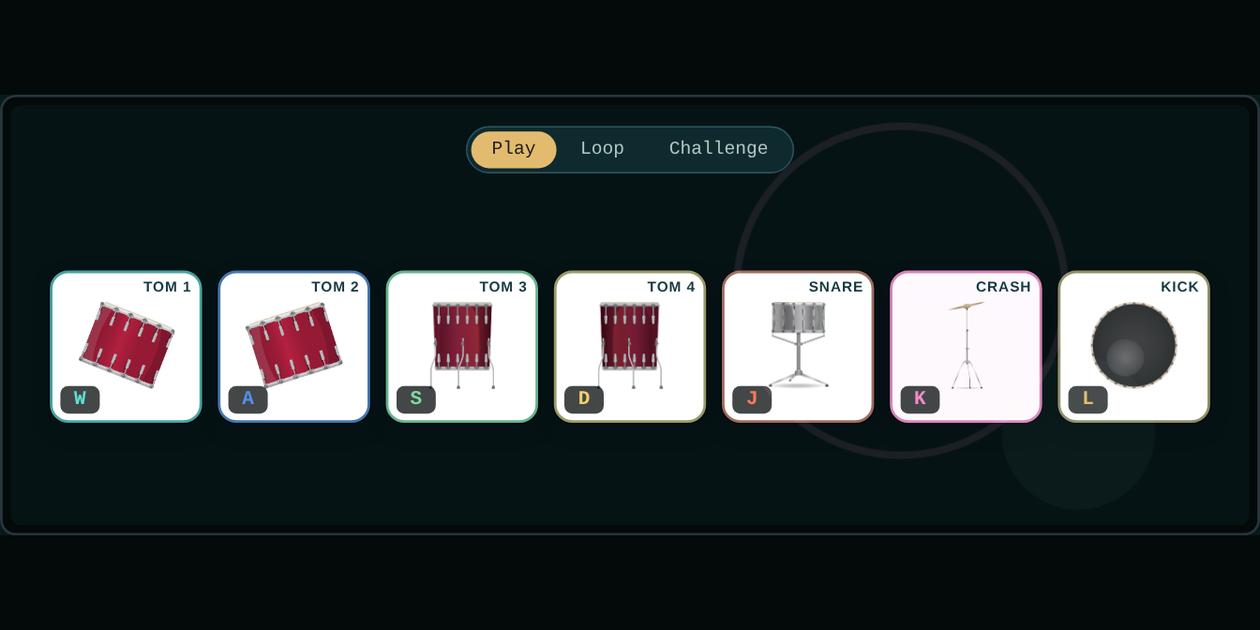 Play Loop Challenge
TOM 1
W
TOM 2
A
TOM 3
S
TOM 4
D
SNARE
J
CRASH
K
KICK
L